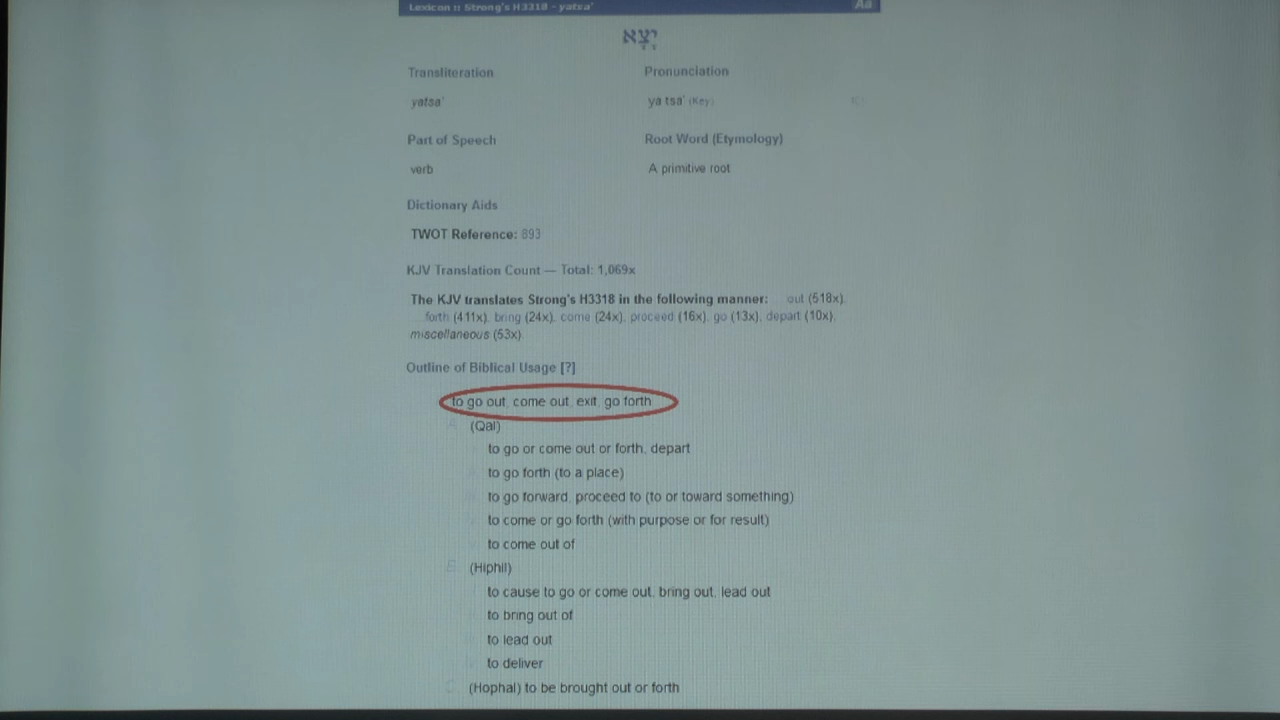 Lexicon :: Strong's H3318 - yatsa' Aa
יָצָא
Transliteration Pronunciation
yatsa' ya tsa' (Key)
Part of Speech Root Word (Etymology)
verb A primitive root
Dictionary Aids
TWOT Reference: 893
KJV Translation Count — Total: 1,069x
The KJV translates Strong's H3318 in the following manner: out (518x),
forth (411x), bring (24x), come (24x), proceed (16x), go (13x), depart (10x),
miscellaneous (53x)
Outline of Biblical Usage [?]
to go out, come out, exit, go forth
A. (Qal)
to go or come out or forth, depart
to go forth (to a place)
to go forward, proceed to (to or toward something)
to come or go forth (with purpose or for result)
to come out of
B. (Hiphil)
to cause to go or come out, bring out, lead out
to bring out of
to lead out
to deliver
C. (Hophal) to be brought out or forth